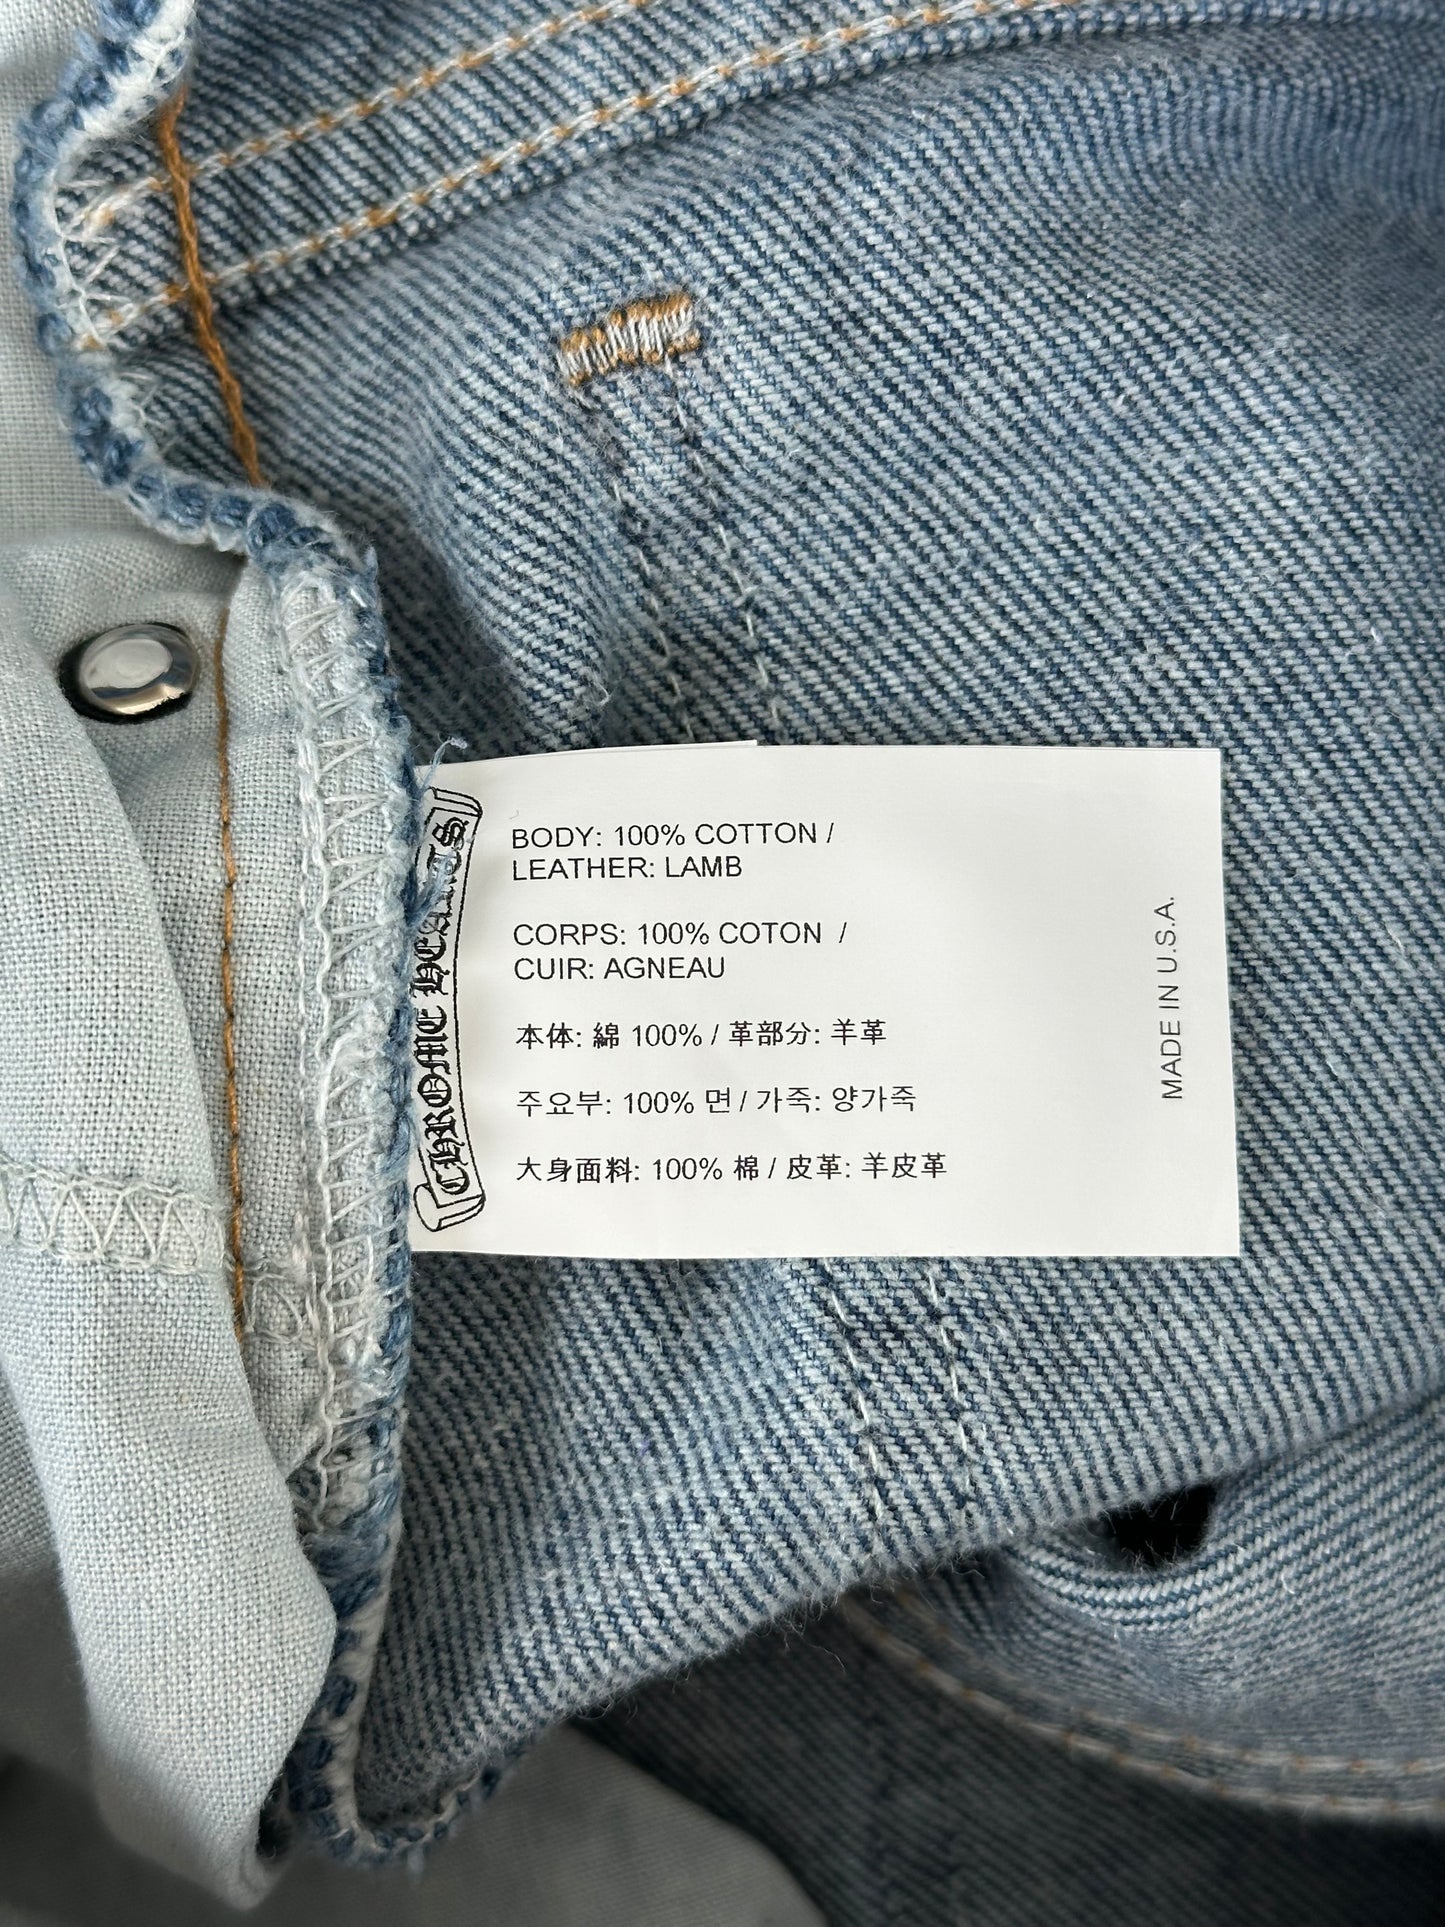 CHROME HEARTS
BODY: 100% COTTON /
LEATHER: LAMB
CORPS: 100% COTON /
CUIR: AGNEAU
本体: 綿 100% / 革部分: 羊革
주요부: 100% 면 / 가죽: 양가죽
大身面料: 100% 棉 / 皮革: 羊皮革
MADE IN U.S.A.